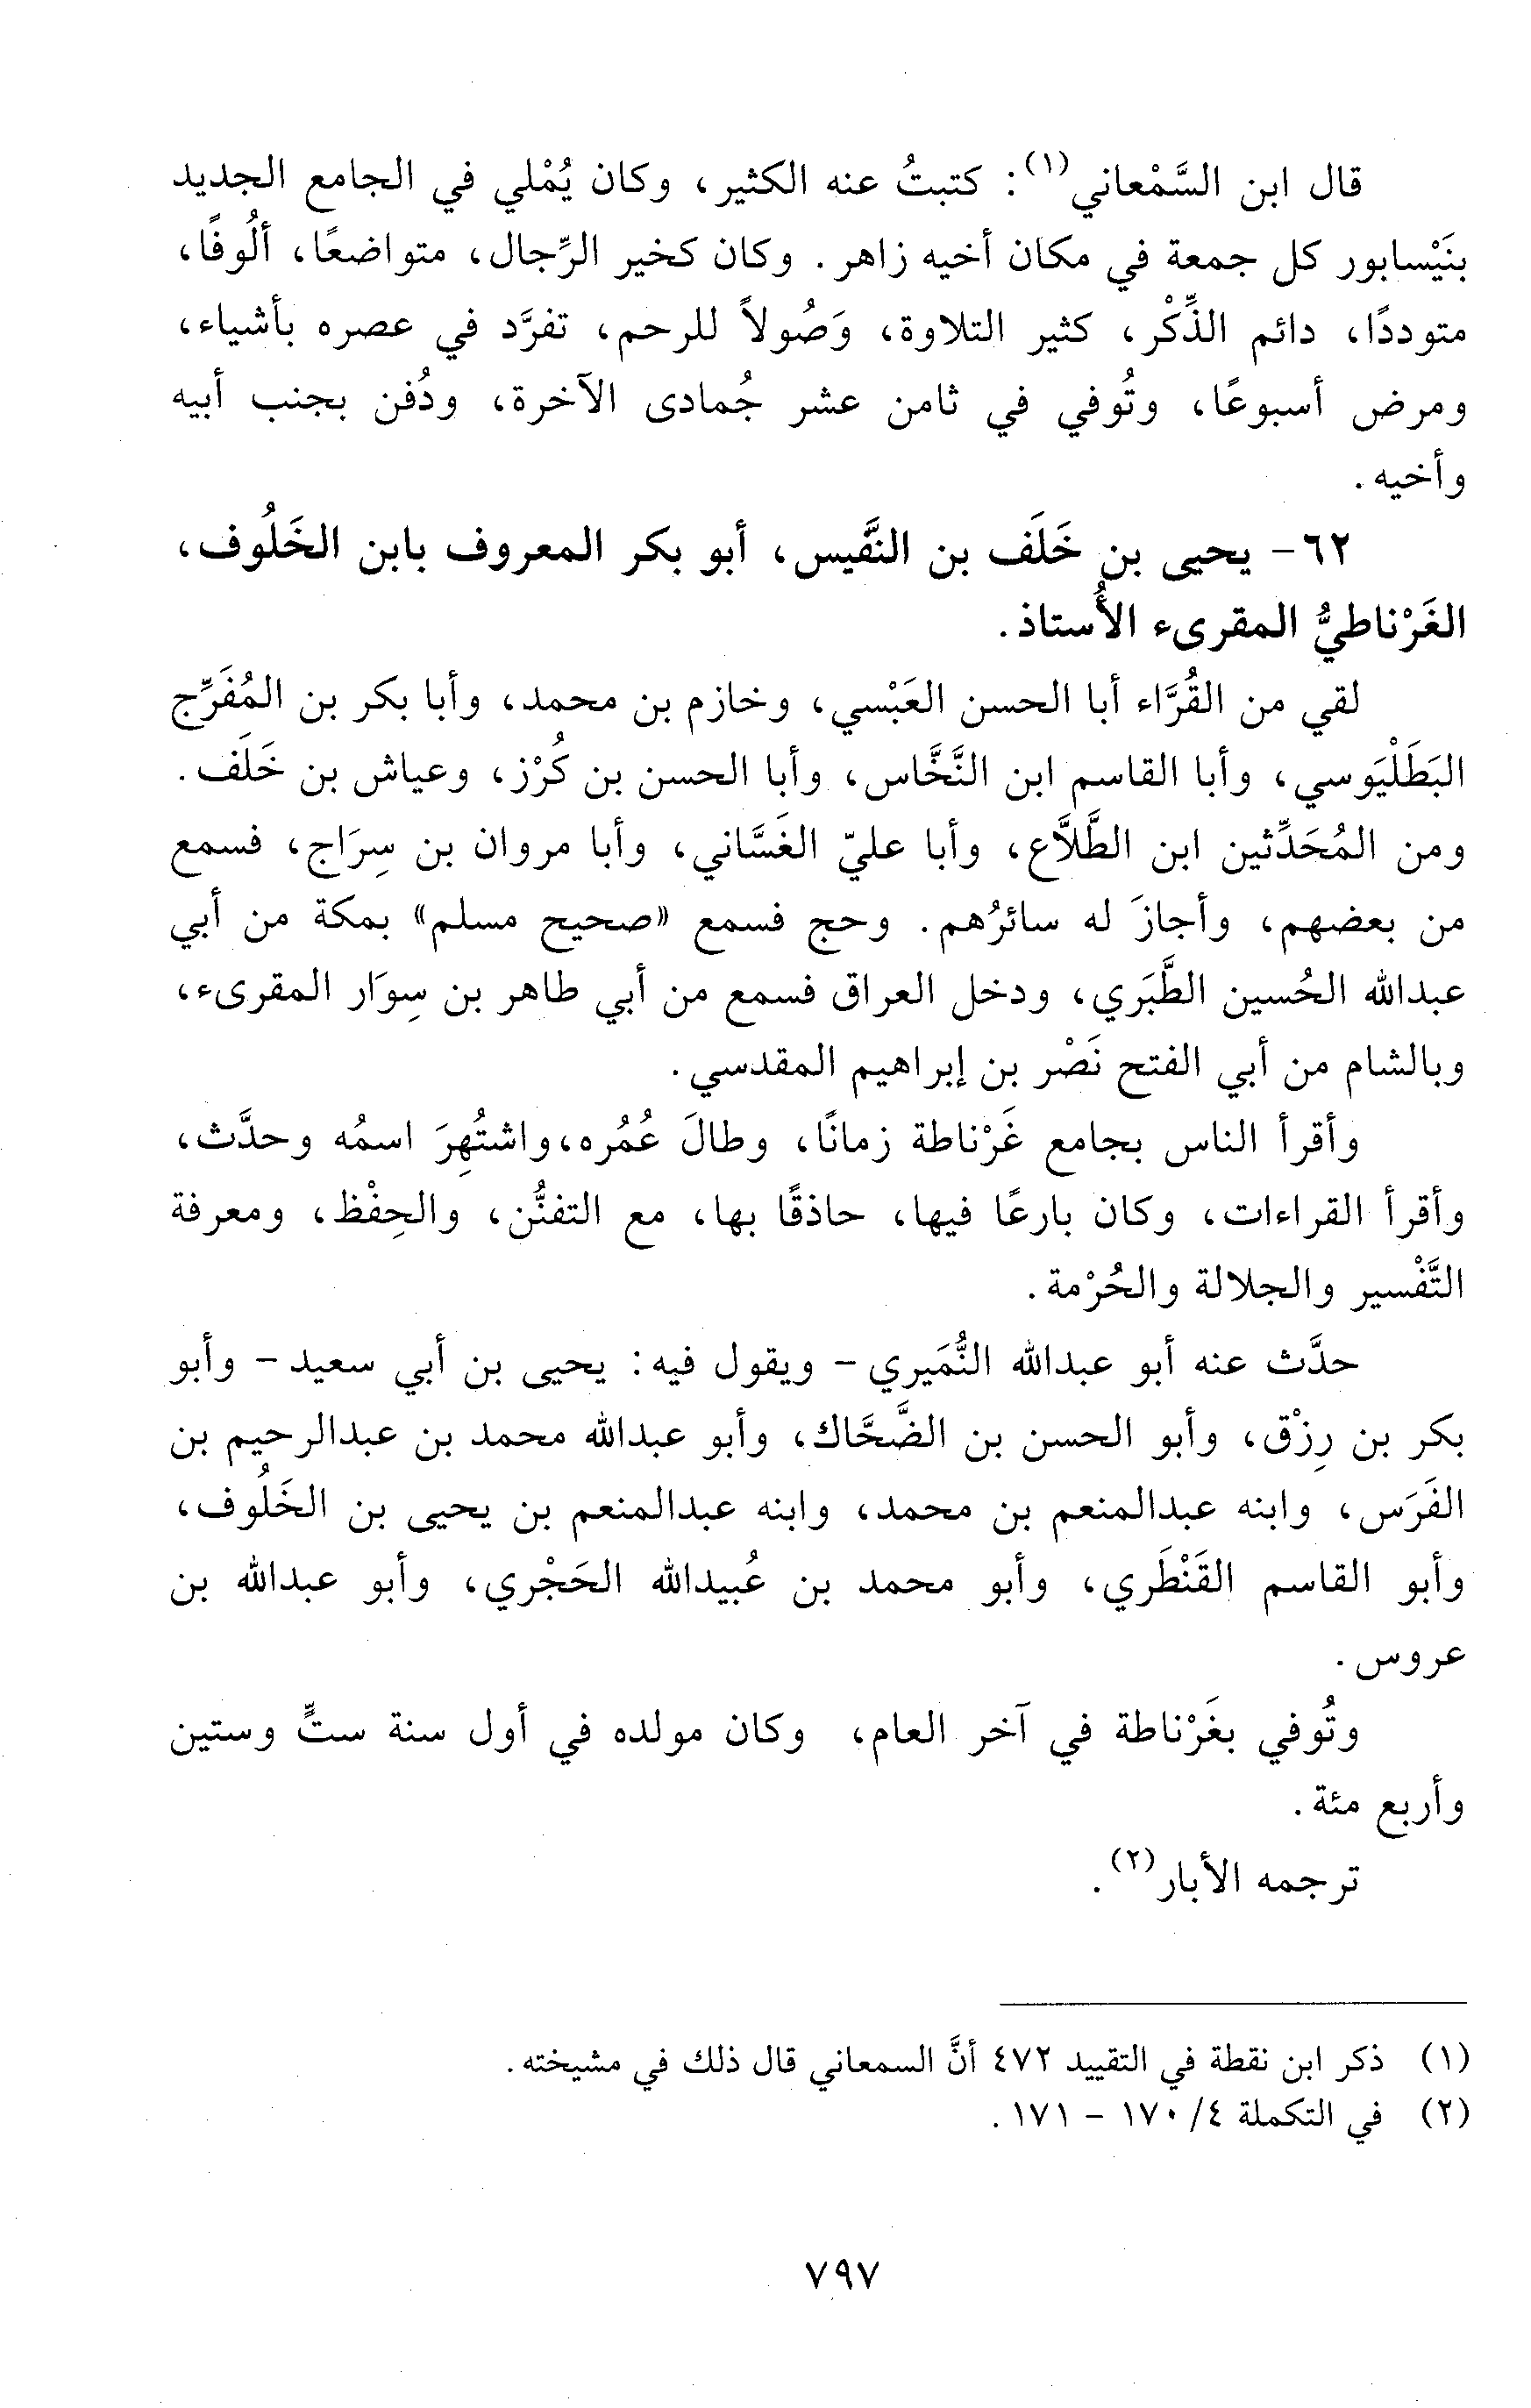 قال ابن السَّمْعاني(١): كتبتُ عنه الكثير، وكان يُمْلي في الجامع الجديد
بنَيْسابور كل جمعة في مكان أخيه زاهر. وكان كخير الرِّجال، متواضعًا، ألُوفًا،
متوددًا، دائم الذِّكْر، كثير التلاوة، وَصُولاً للرحم، تفرَّد في عصره بأشياء،
ومرض أسبوعًا، وتُوفي في ثامن عشر جُمادى الآخرة، ودُفن بجنب أبيه
وأخيه.
٦٢- يحيى بن خَلَف بن النَّفيس، أبو بكر المعروف بابن الخَلُوف،
الغَرْناطيُّ المقرىء الأُستاذ.
لقي من القُرَّاء أبا الحسن العَبْسي، وخازم بن محمد، وأبا بكر بن المُفَرِّج
البَطَلْيَوسي، وأبا القاسم ابن النَّخَّاس، وأبا الحسن بن كُرْز، وعياش بن خَلَف.
ومن المُحَدِّثين ابن الطَّلَّاع، وأبا عليّ الغَسَّاني، وأبا مروان بن سِرَاج، فسمع
من بعضهم، وأجازَ له سائرُهم. وحج فسمع «صحيح مسلم» بمكة من أبي
عبدالله الحُسين الطَّبَري، ودخل العراق فسمع من أبي طاهر بن سِوَار المقرىء،
وبالشام من أبي الفتح نَصْر بن إبراهيم المقدسي.
وأقرأ الناس بجامع غَرْناطة زمانًا، وطالَ عُمُره،واشتُهِرَ اسمُه وحدَّث،
وأقرأ القراءات، وكان بارعًا فيها، حاذقًا بها، مع التفنُّن، والحِفْظ، ومعرفة
التَّفْسير والجلالة والحُرْمة.
حدَّث عنه أبو عبدالله النُّمَيري - ويقول فيه: يحيى بن أبي سعيد - وأبو
بكر بن رِزْق، وأبو الحسن بن الضَّحَّاك، وأبو عبدالله محمد بن عبدالرحيم بن
الفَرَس، وابنه عبدالمنعم بن محمد، وابنه عبدالمنعم بن يحيى بن الخَلُوف،
وأبو القاسم القَنْطَري، وأبو محمد بن عُبيدالله الحَجْري، وأبو عبدالله بن
عروس.
وتُوفي بغَرْناطة في آخر العام، وكان مولده في أول سنة ستٍّ وستين
وأربع مئة.
ترجمه الأبار(٢).
(١) ذكر ابن نقطة في التقييد ٤٧٢ أنَّ السمعاني قال ذلك في مشيخته.
(٢) في التكملة ٤/ ١٧٠ - ١٧١.
٧٩٧